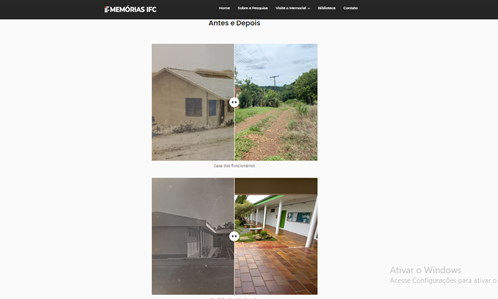 MEMÓRIAS IFC
Home Sobre a Pesquisa Visite o Memorial Biblioteca Contato
Antes e Depois
Casa dos funcionários
Ativar o Windows
Acesse Configurações para ativar o